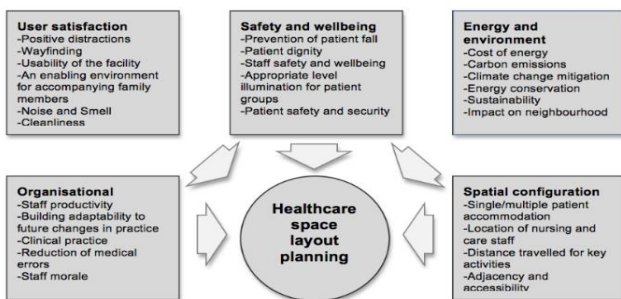 User satisfaction
-Positive distractions
-Wayfinding
-Usability of the facility
-An enabling environment
for accompanying family
members
-Noise and Smell
-Cleanliness
Safety and wellbeing
-Prevention of patient fall
-Patient dignity
-Staff safety and wellbeing
-Appropriate level
illumination for patient
groups
-Patient safety and security
Energy and
environment
-Cost of energy
-Carbon emissions
-Climate change mitigation
-Energy conservation
-Sustainability
-Impact on neighbourhood
Organisational
-Staff productivity
-Building adaptability to
future changes in practice
-Clinical practice
-Reduction of medical
errors
-Staff morale
Healthcare
space
layout
planning
Spatial configuration
-Single/multiple patient
accommodation
-Location of nursing and
care staff
-Distance travelled for key
activities
-Adjacency and
accessibility